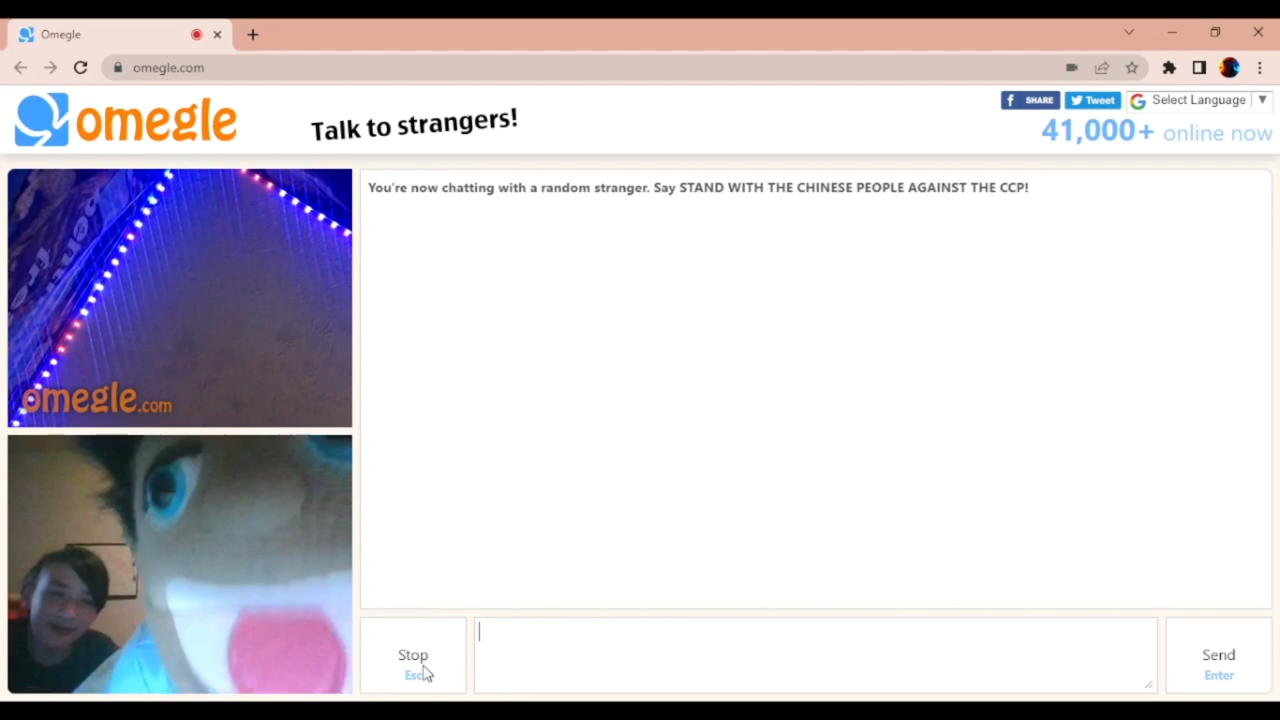 Omegle
omegle.com
omegle
Talk to strangers!
SHARE
Tweet
Select Language
41,000+ online now
omegle.com
You're now chatting with a random stranger. Say STAND WITH THE CHINESE PEOPLE AGAINST THE CCP!
Stop
Esc
Send
Enter